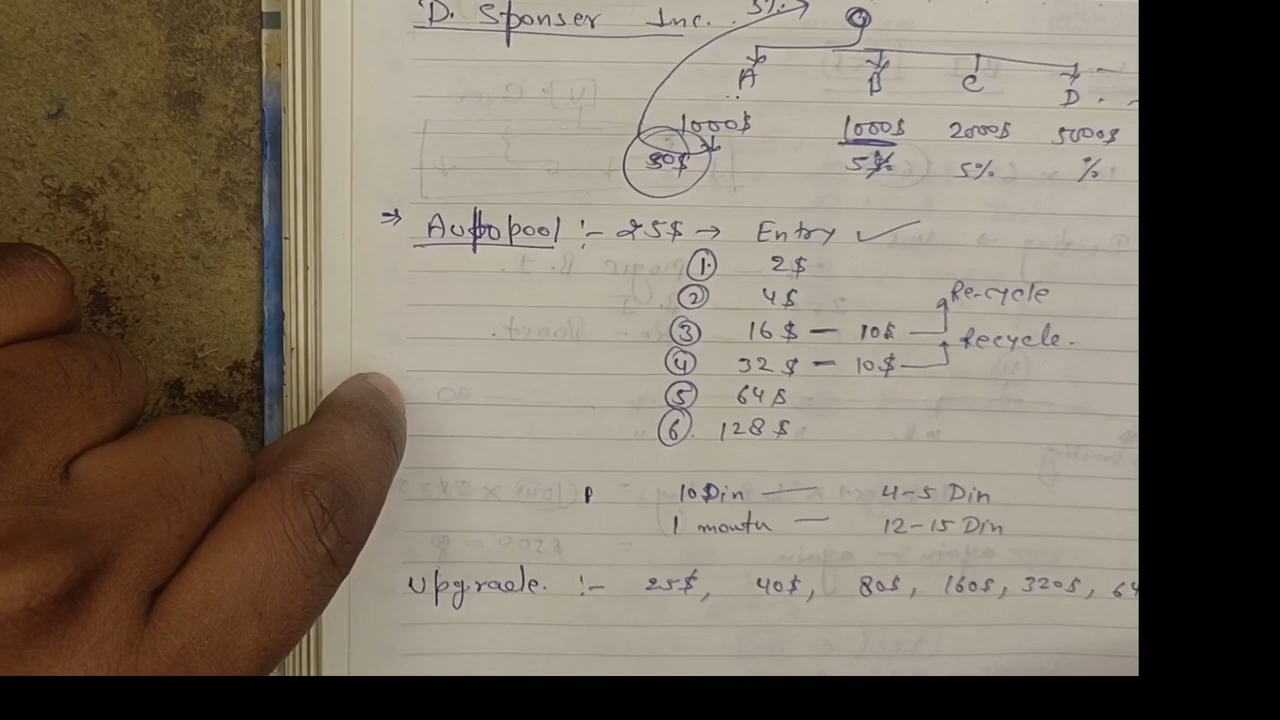 D. Sponser Inc. 5%
A B C D.
1000$ 1000$ 2000$ 5000$
50$ 5% 5% %
⇒ Autopool :- 25$ → Entry ✓
① 2$
② 4$ Re-cycle
③ 16$ - 10$
④ 32$ - 10$ Recycle.
⑤ 64$
⑥. 128$
10 Din — 4-5 Din
1 month — 12-15 Din
Upgrade. :- 25$, 40$, 80$, 160$, 320$, 64